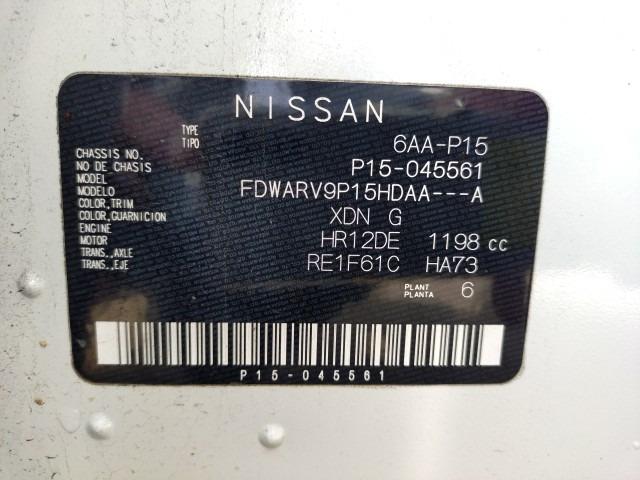 NISSAN
TYPE 6AA-P15
TIPO
CHASSIS NO. P15-045561
NO DE CHASSIS
MODEL FDWARV9P15HDAA---A
MODELO
COLOR,TRIM XDN G
COLOR,GUARNICION
ENGINE HR12DE 1198 cc
MOTOR
TRANS.,AXLE RE1F61C HA73
TRANS.,EJE
PLANT 6
PLANTA
P15-045561